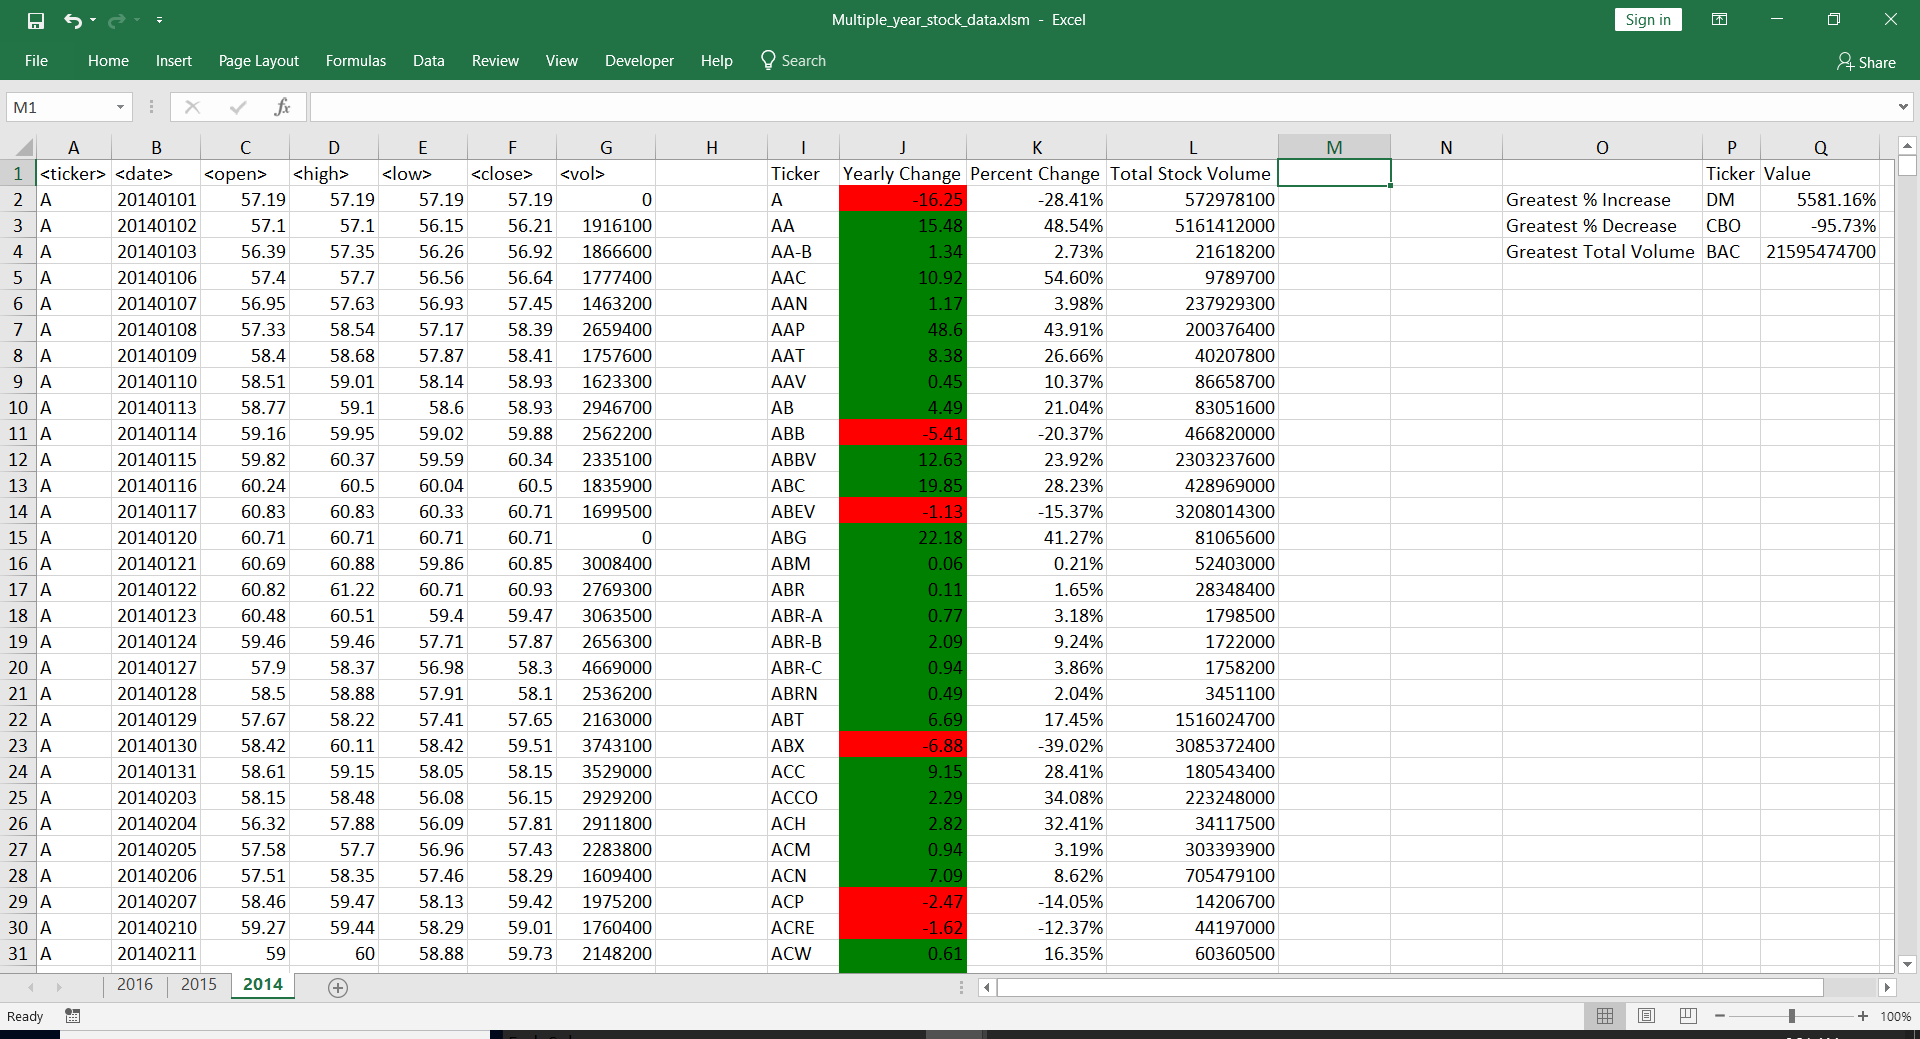 Multiple_year_stock_data.xlsm - Excel
Sign in
File Home Insert Page Layout Formulas Data Review View Developer Help Search Share
M1 fx
A B C D E F G H I J K L M N O P Q
1 <ticker> <date> <open> <high> <low> <close> <vol> Ticker Yearly Change Percent Change Total Stock Volume Ticker Value
2 A 20140101 57.19 57.19 57.19 57.19 0 A -16.25 -28.41% 572978100 Greatest % Increase DM 5581.16%
3 A 20140102 57.1 57.1 56.15 56.21 1916100 AA 15.48 48.54% 5161412000 Greatest % Decrease CBO -95.73%
4 A 20140103 56.39 57.35 56.26 56.92 1866600 AA-B 1.34 2.73% 21618200 Greatest Total Volume BAC 21595474700
5 A 20140106 57.4 57.7 56.56 56.64 1777400 AAC 10.92 54.60% 9789700
6 A 20140107 56.95 57.63 56.93 57.45 1463200 AAN 1.17 3.98% 237929300
7 A 20140108 57.33 58.54 57.17 58.39 2659400 AAP 48.6 43.91% 200376400
8 A 20140109 58.4 58.68 57.87 58.41 1757600 AAT 8.38 26.66% 40207800
9 A 20140110 58.51 59.01 58.14 58.93 1623300 AAV 0.45 10.37% 86658700
10 A 20140113 58.77 59.1 58.6 58.93 2946700 AB 4.49 21.04% 83051600
11 A 20140114 59.16 59.95 59.02 59.88 2562200 ABB -5.41 -20.37% 466820000
12 A 20140115 59.82 60.37 59.59 60.34 2335100 ABBV 12.63 23.92% 2303237600
13 A 20140116 60.24 60.5 60.04 60.5 1835900 ABC 19.85 28.23% 428969000
14 A 20140117 60.83 60.83 60.33 60.71 1699500 ABEV -1.13 -15.37% 3208014300
15 A 20140120 60.71 60.71 60.71 60.71 0 ABG 22.18 41.27% 81065600
16 A 20140121 60.69 60.88 59.86 60.85 3008400 ABM 0.06 0.21% 52403000
17 A 20140122 60.82 61.22 60.71 60.93 2769300 ABR 0.11 1.65% 28348400
18 A 20140123 60.48 60.51 59.4 59.47 3063500 ABR-A 0.77 3.18% 1798500
19 A 20140124 59.46 59.46 57.71 57.87 2656300 ABR-B 2.09 9.24% 1722000
20 A 20140127 57.9 58.37 56.98 58.3 4669000 ABR-C 0.94 3.86% 1758200
21 A 20140128 58.5 58.88 57.91 58.1 2536200 ABRN 0.49 2.04% 3451100
22 A 20140129 57.67 58.22 57.41 57.65 2163000 ABT 6.69 17.45% 1516024700
23 A 20140130 58.42 60.11 58.42 59.51 3743100 ABX -6.88 -39.02% 3085372400
24 A 20140131 58.61 59.15 58.05 58.15 3529000 ACC 9.15 28.41% 180543400
25 A 20140203 58.15 58.48 56.08 56.15 2929200 ACCO 2.29 34.08% 223248000
26 A 20140204 56.32 57.88 56.09 57.81 2911800 ACH 2.82 32.41% 34117500
27 A 20140205 57.58 57.7 56.96 57.43 2283800 ACM 0.94 3.19% 303393900
28 A 20140206 57.51 58.35 57.46 58.29 1609400 ACN 7.09 8.62% 705479100
29 A 20140207 58.46 59.47 58.13 59.42 1975200 ACP -2.47 -14.05% 14206700
30 A 20140210 59.27 59.44 58.29 59.01 1760400 ACRE -1.62 -12.37% 44197000
31 A 20140211 59 60 58.88 59.73 2148200 ACW 0.61 16.35% 60360500
2016 2015 2014
Ready 100%